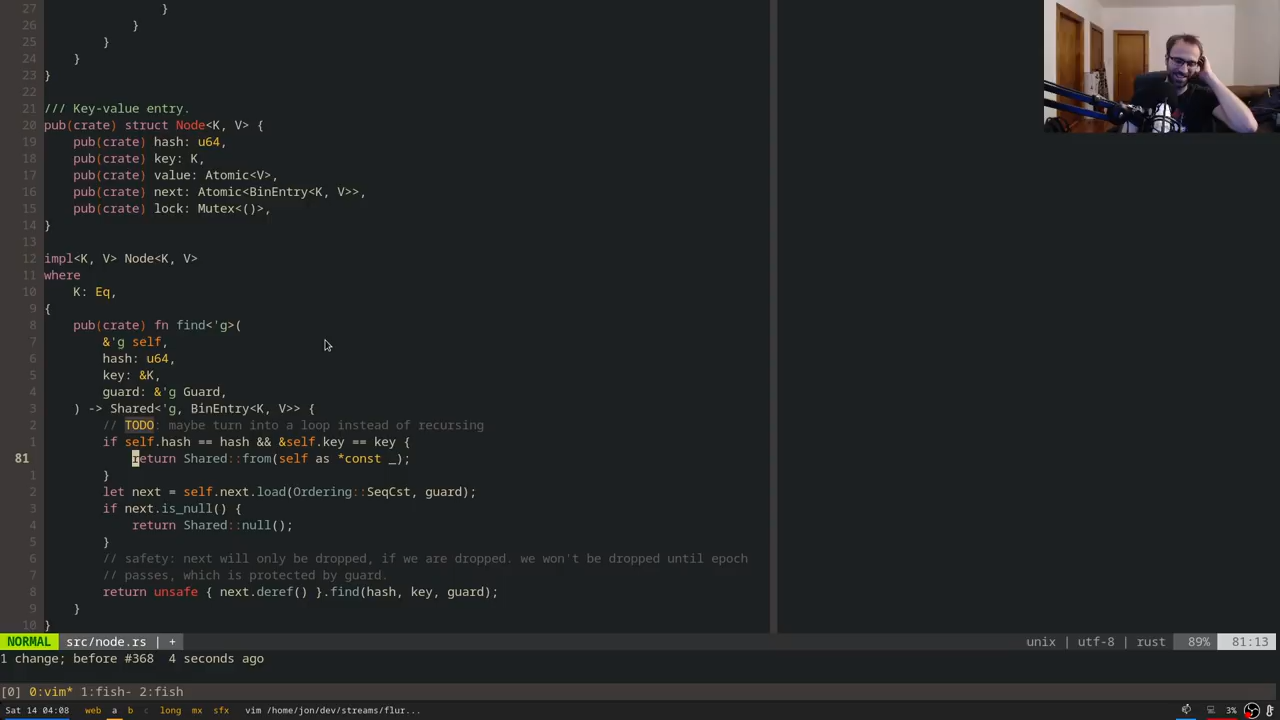 27                     }
26                 }
25             }
24         }
23 }
22
21 /// Key-value entry.
20 pub(crate) struct Node<K, V> {
19     pub(crate) hash: u64,
18     pub(crate) key: K,
17     pub(crate) value: Atomic<V>,
16     pub(crate) next: Atomic<BinEntry<K, V>>,
15     pub(crate) lock: Mutex<()>,
14 }
13
12 impl<K, V> Node<K, V>
11 where
10     K: Eq,
9 {
8     pub(crate) fn find<'g>(
7         &'g self,
6         hash: u64,
5         key: &K,
4         guard: &'g Guard,
3     ) -> Shared<'g, BinEntry<K, V>> {
2         // TODO: maybe turn into a loop instead of recursing
1         if self.hash == hash && &self.key == key {
81             return Shared::from(self as *const _);
1         }
2         let next = self.next.load(Ordering::SeqCst, guard);
3         if next.is_null() {
4             return Shared::null();
5         }
6         // safety: next will only be dropped, if we are dropped. we won't be dropped until epoch
7         // passes, which is protected by guard.
8         return unsafe { next.deref() }.find(hash, key, guard);
9     }
10 }
NORMAL src/node.rs | + unix | utf-8 | rust 89% 81:13
1 change; before #368  4 seconds ago
[0] 0:vim* 1:fish- 2:fish
Sat 14 04:08 web a b c long mx sfx vim /home/jon/dev/streams/flur... 3%